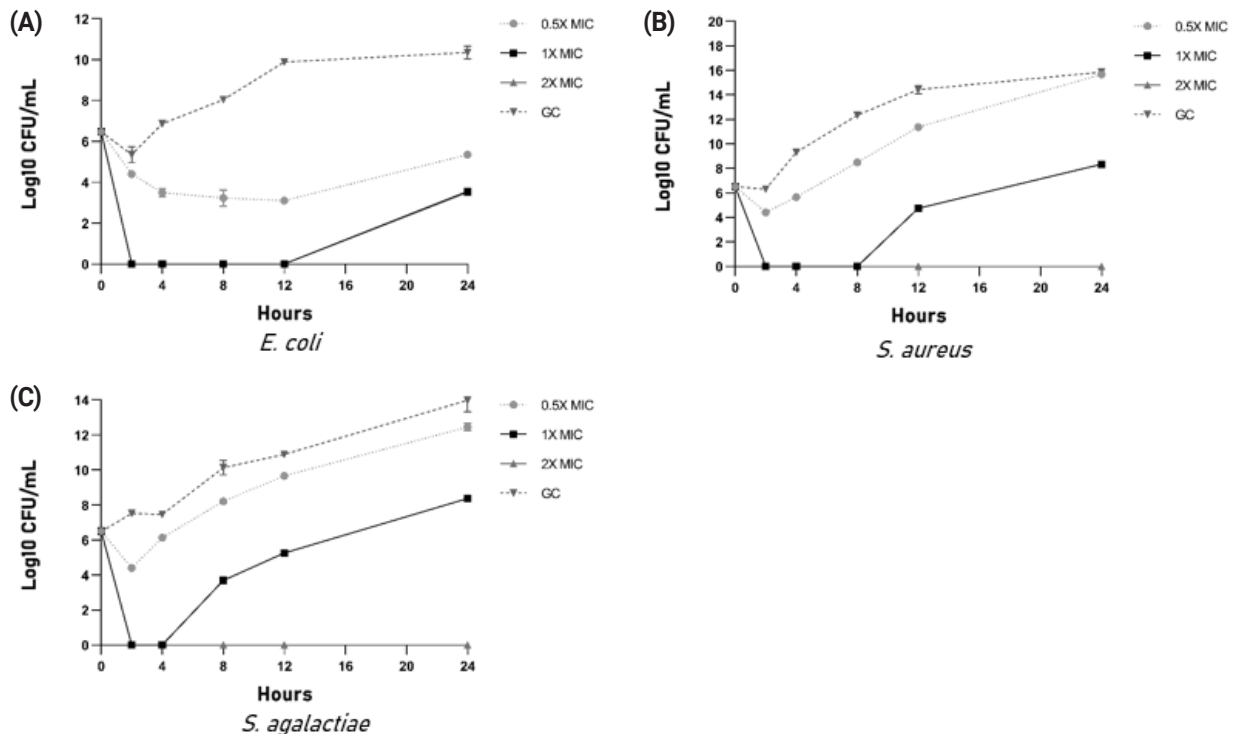 (A)
12
10
8
6
4
2
0
Log10 CFU/mL
0 4 8 12 16 20 24
Hours
E. coli
0.5X MIC
1X MIC
2X MIC
GC
(B)
20
18
16
14
12
10
8
6
4
2
0
Log10 CFU/mL
0 4 8 12 16 20 24
Hours
S. aureus
0.5X MIC
1X MIC
2X MIC
GC
(C)
14
12
10
8
6
4
2
0
Log10 CFU/mL
0 4 8 12 16 20 24
Hours
S. agalactiae
0.5X MIC
1X MIC
2X MIC
GC